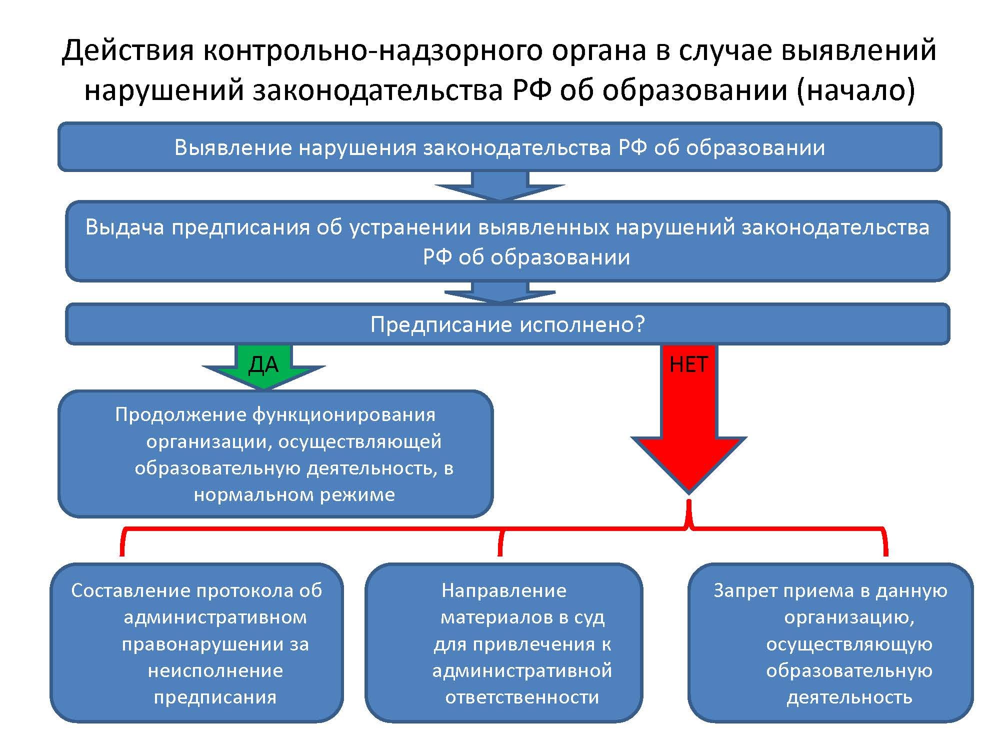 Действия контрольно-надзорного органа в случае выявлений
нарушений законодательства РФ об образовании (начало)
Выявление нарушения законодательства РФ об образовании
Выдача предписания об устранении выявленных нарушений законодательства
РФ об образовании
Предписание исполнено?
ДА
НЕТ
Продолжение функционирования
организации, осуществляющей
образовательную деятельность, в
нормальном режиме
Составление протокола об
административном
правонарушении за
неисполнение
предписания
Направление
материалов в суд
для привлечения к
административной
ответственности
Запрет приема в данную
организацию,
осуществляющую
образовательную
деятельность